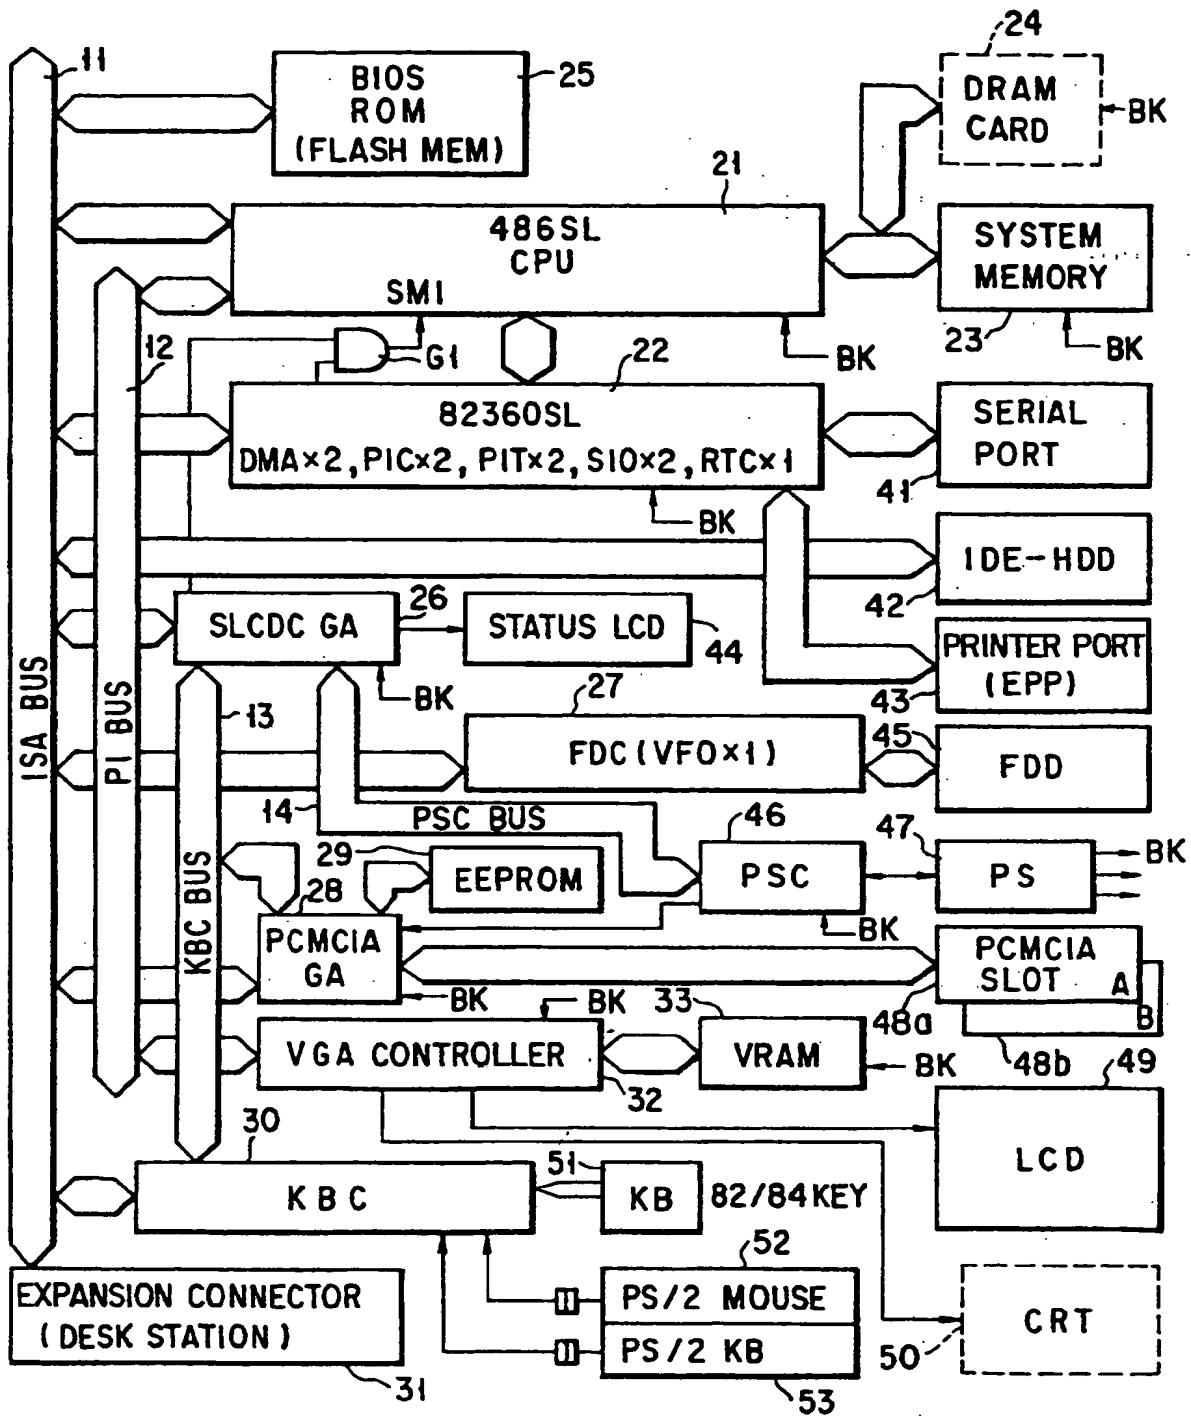 24
11
BIOS
ROM
(FLASH MEM)
25
DRAM
CARD
BK
21
486SL
CPU
SMI
SYSTEM
MEMORY
23
BK
BK
12
G1
22
82360SL
DMA×2, PIC×2, PIT×2, SIO×2, RTC×1
SERIAL
PORT
41
BK
IDE-HDD
42
SLCDC GA
26
STATUS LCD
44
PRINTER PORT
(EPP)
43
BK
ISA BUS
PI BUS
13
27
FDC (VFO×1)
45
FDD
14
PSC BUS
46
47
29
EEPROM
PSC
PS
BK
KBC BUS
28
PCMCIA
GA
BK
BK
PCMCIA
SLOT
A
B
48a
48b
BK
33
VGA CONTROLLER
32
VRAM
BK
49
LCD
30
KBC
51
KB
82/84KEY
52
PS/2 MOUSE
PS/2 KB
53
EXPANSION CONNECTOR
(DESK STATION)
31
CRT
50